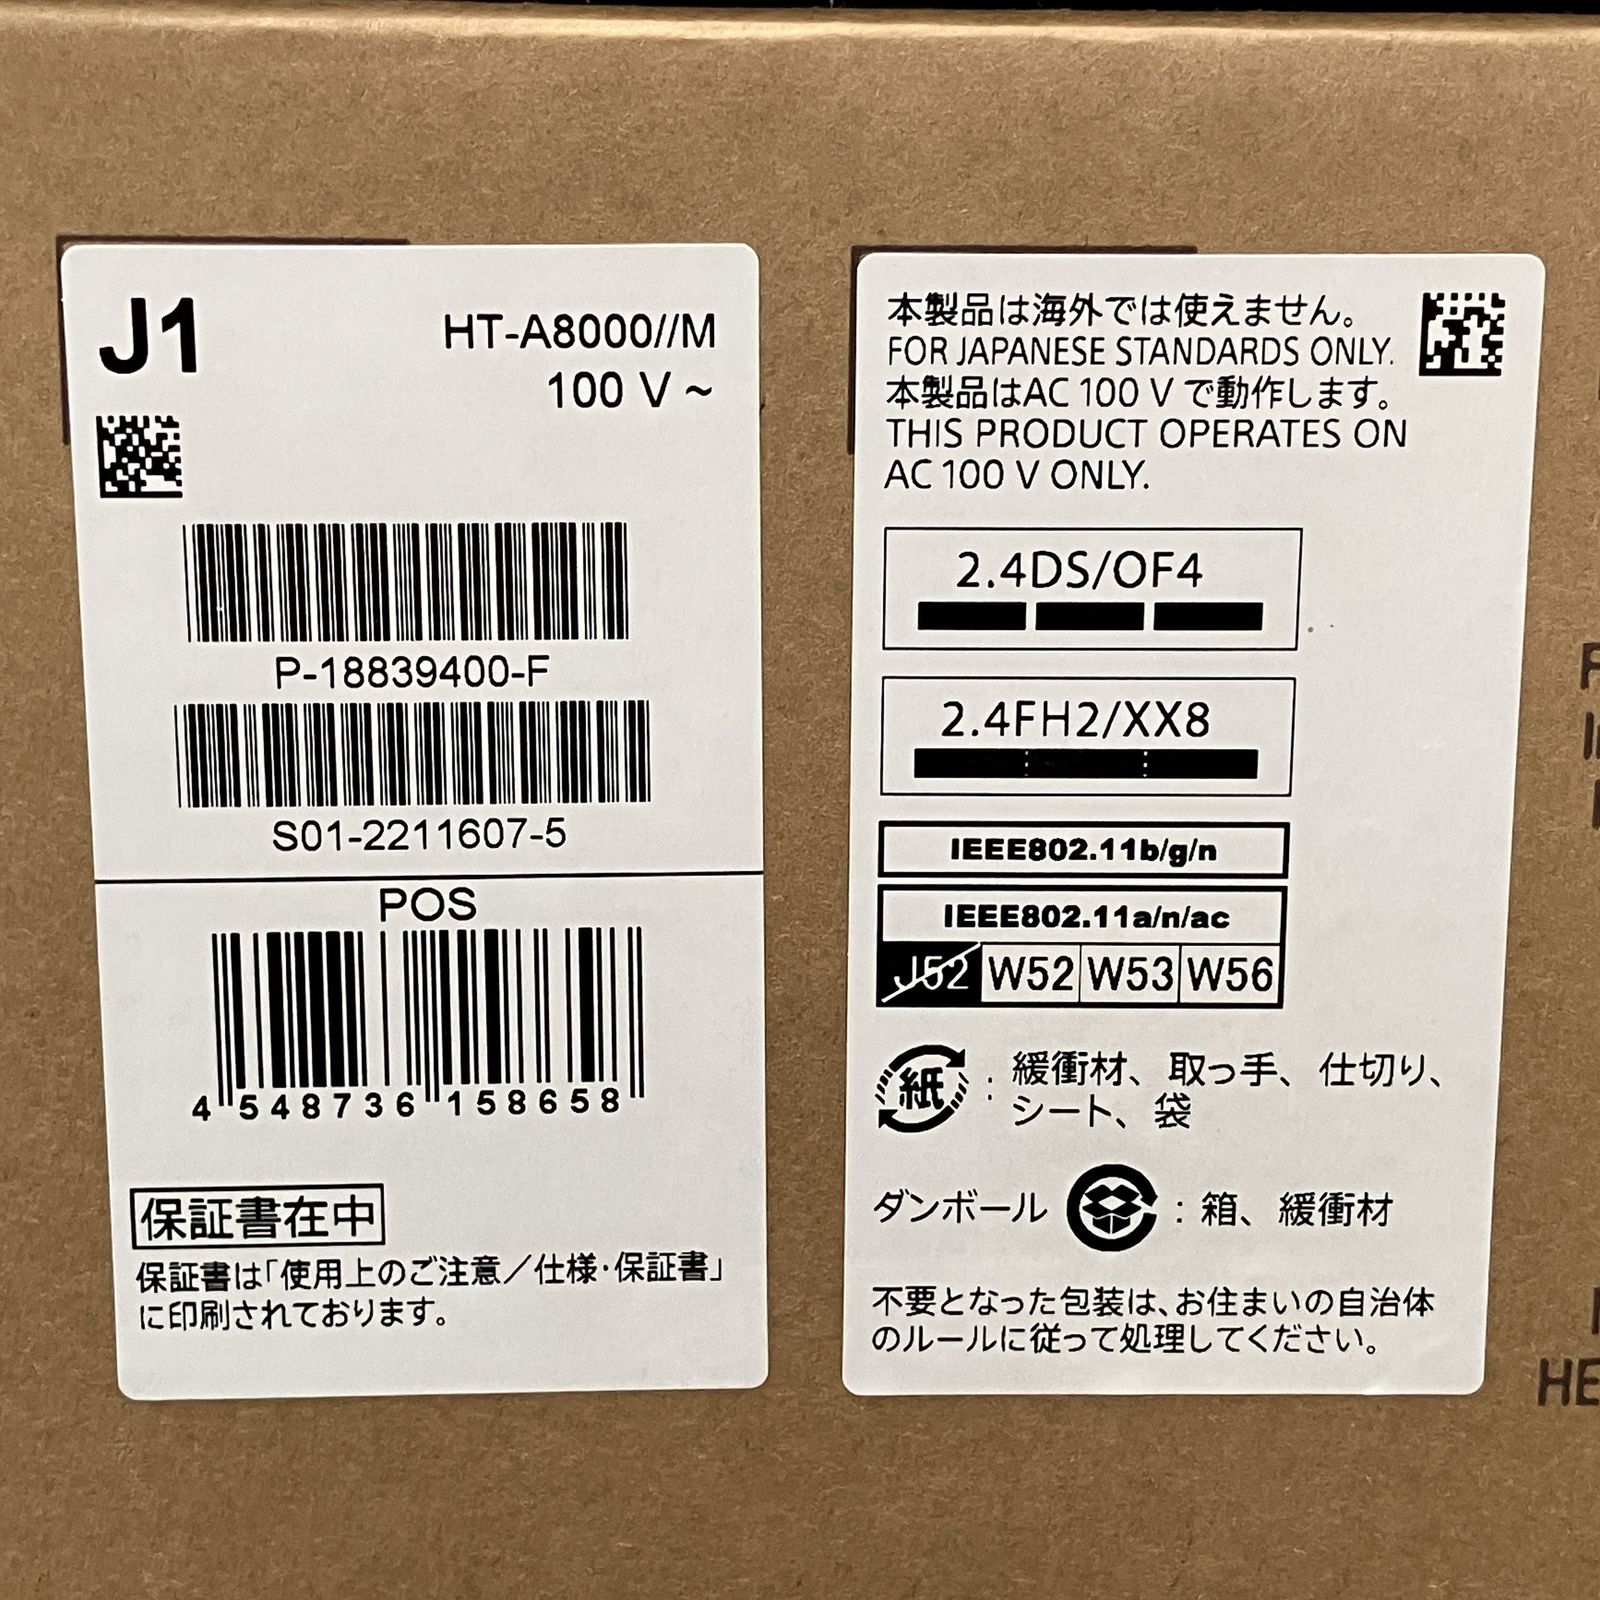 J1
HT-A8000//M
100 V ~
P-18839400-F
S01-2211607-5
POS
4 548736 158658
保証書在中
保証書は「使用上のご注意／仕様・保証書」
に印刷されております。
本製品は海外では使えません。
FOR JAPANESE STANDARDS ONLY.
本製品はAC 100 V で動作します。
THIS PRODUCT OPERATES ON
AC 100 V ONLY.
2.4DS/OF4
2.4FH2/XX8
IEEE802.11b/g/n
IEEE802.11a/n/ac
J52 W52 W53 W56
紙 : 緩衝材、取っ手、仕切り、
シート、袋
ダンボール : 箱、緩衝材
不要となった包装は、お住まいの自治体
のルールに従って処理してください。
HE